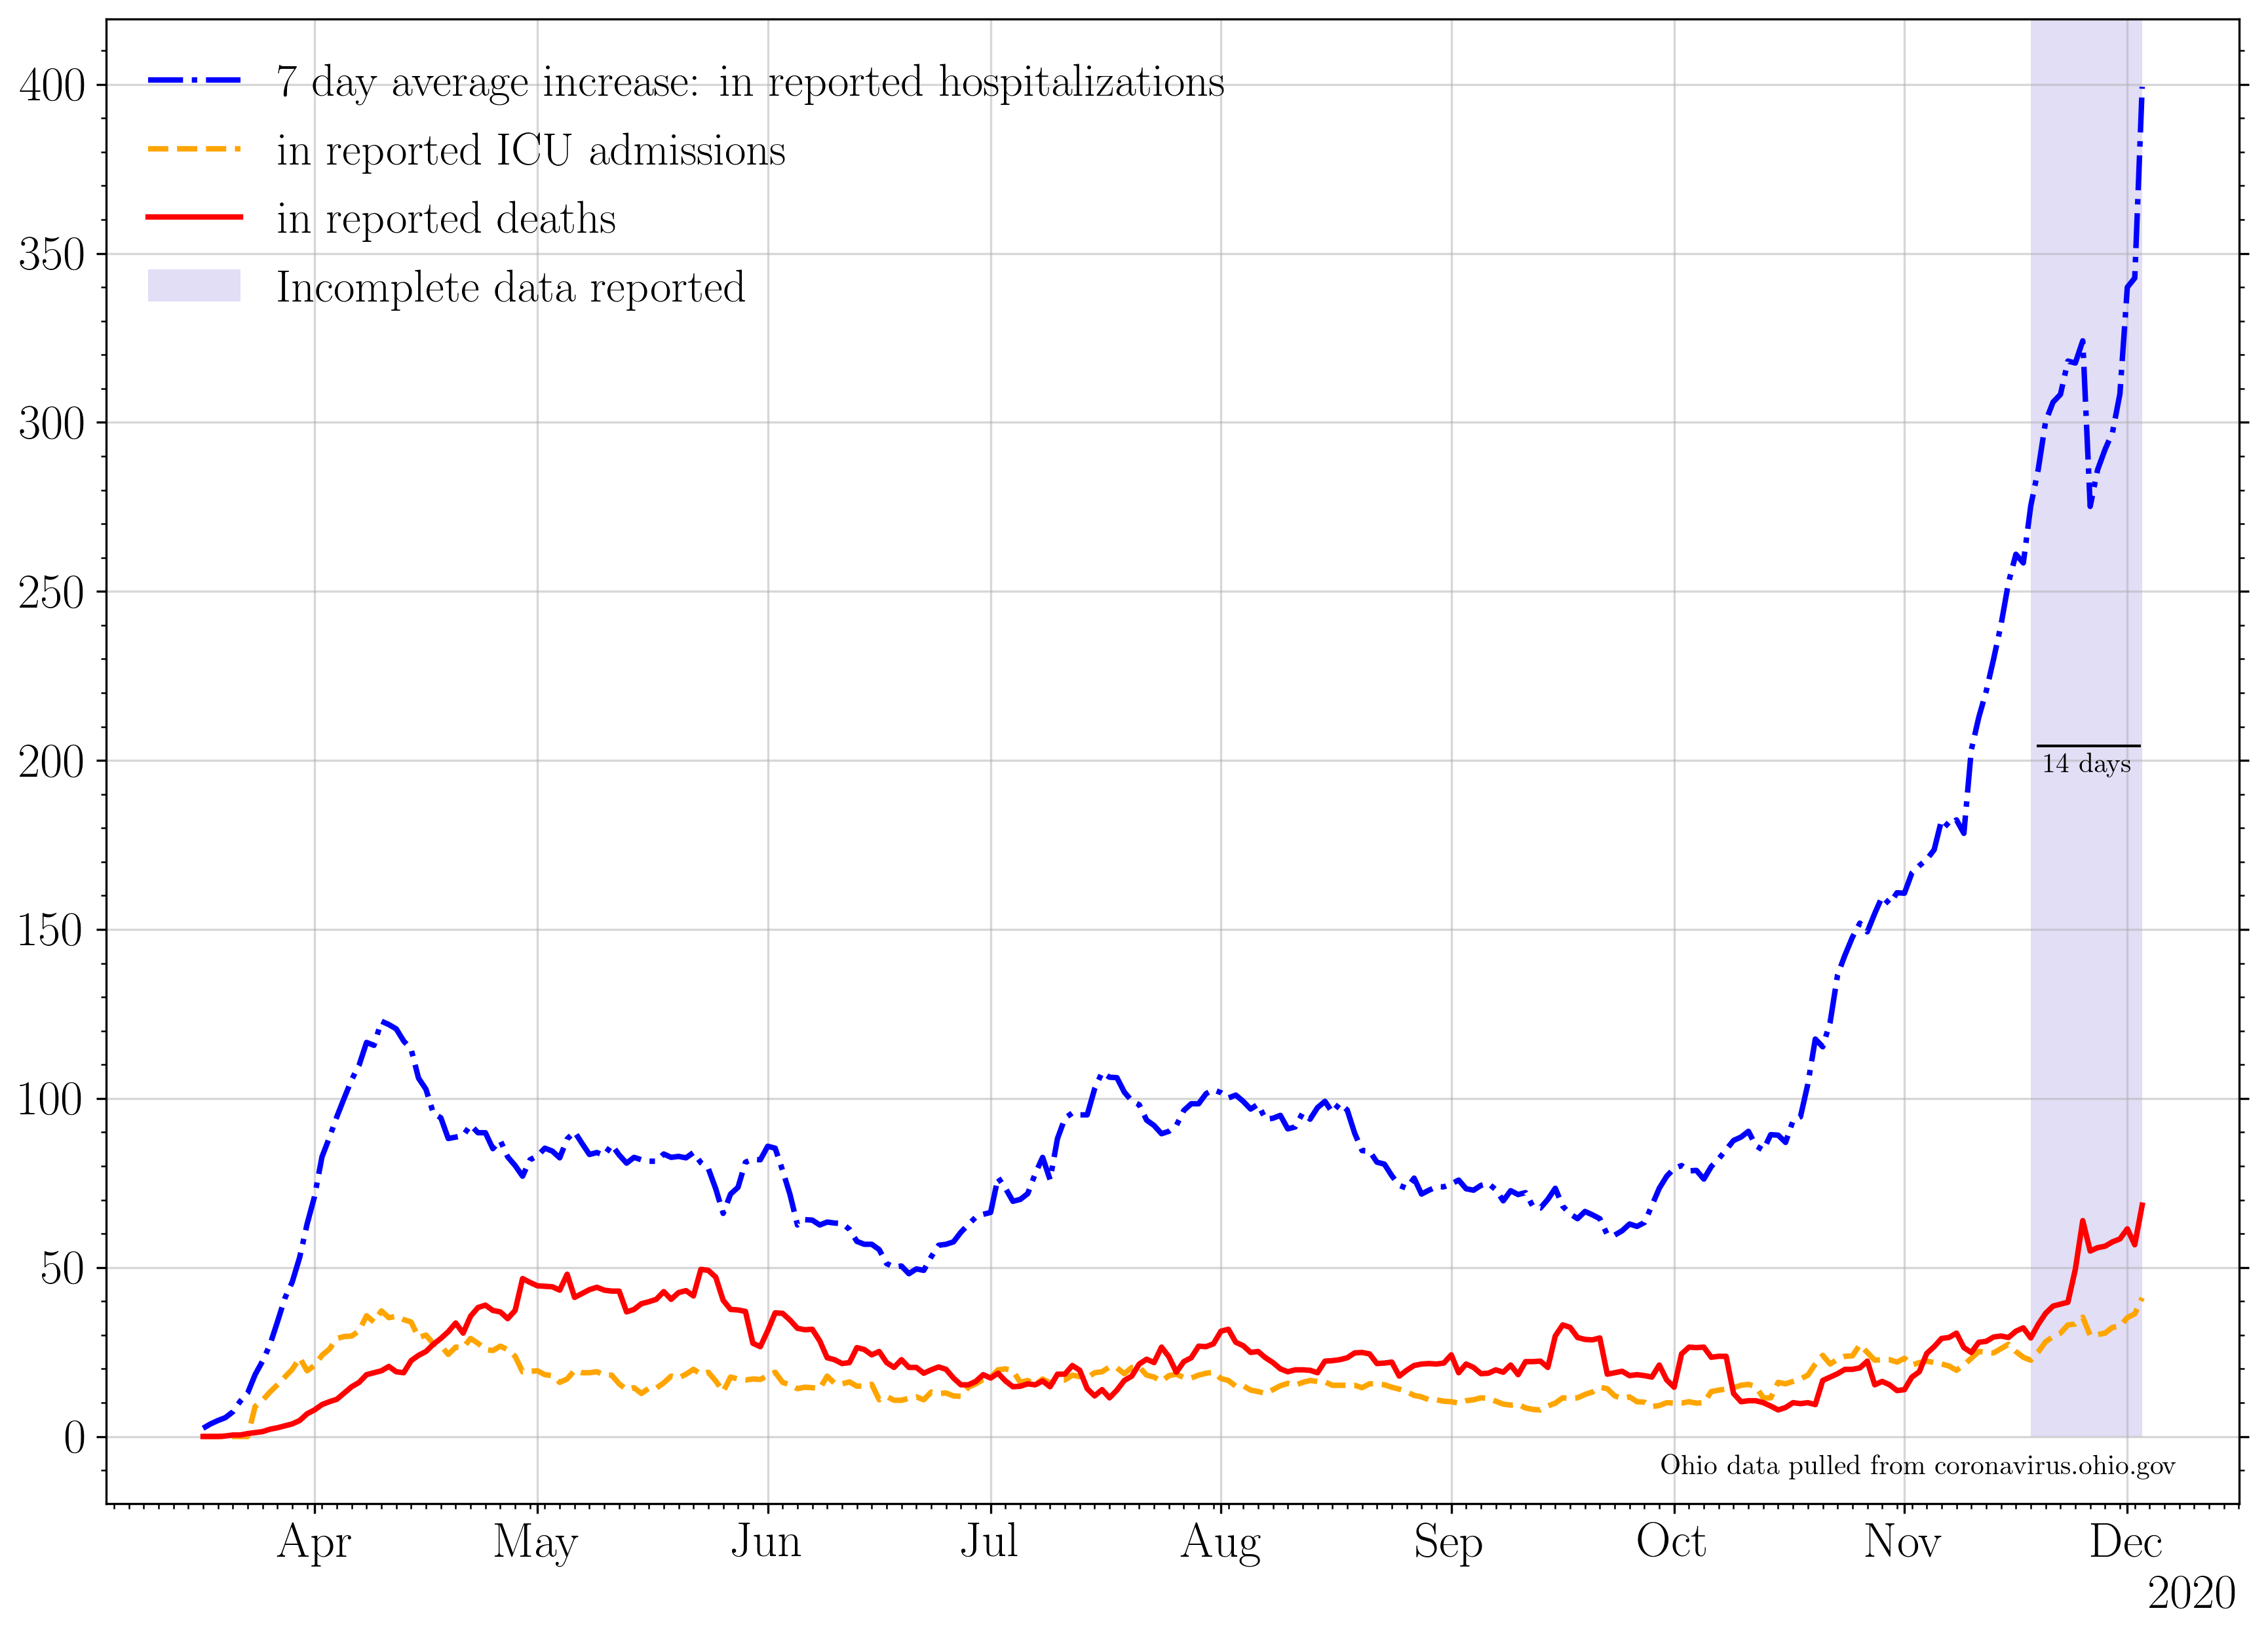 7 day average increase: in reported hospitalizations
in reported ICU admissions
in reported deaths
Incomplete data reported
400
350
300
250
200
150
100
50
0
14 days
Ohio data pulled from coronavirus.ohio.gov
Apr May Jun Jul Aug Sep Oct Nov Dec
2020